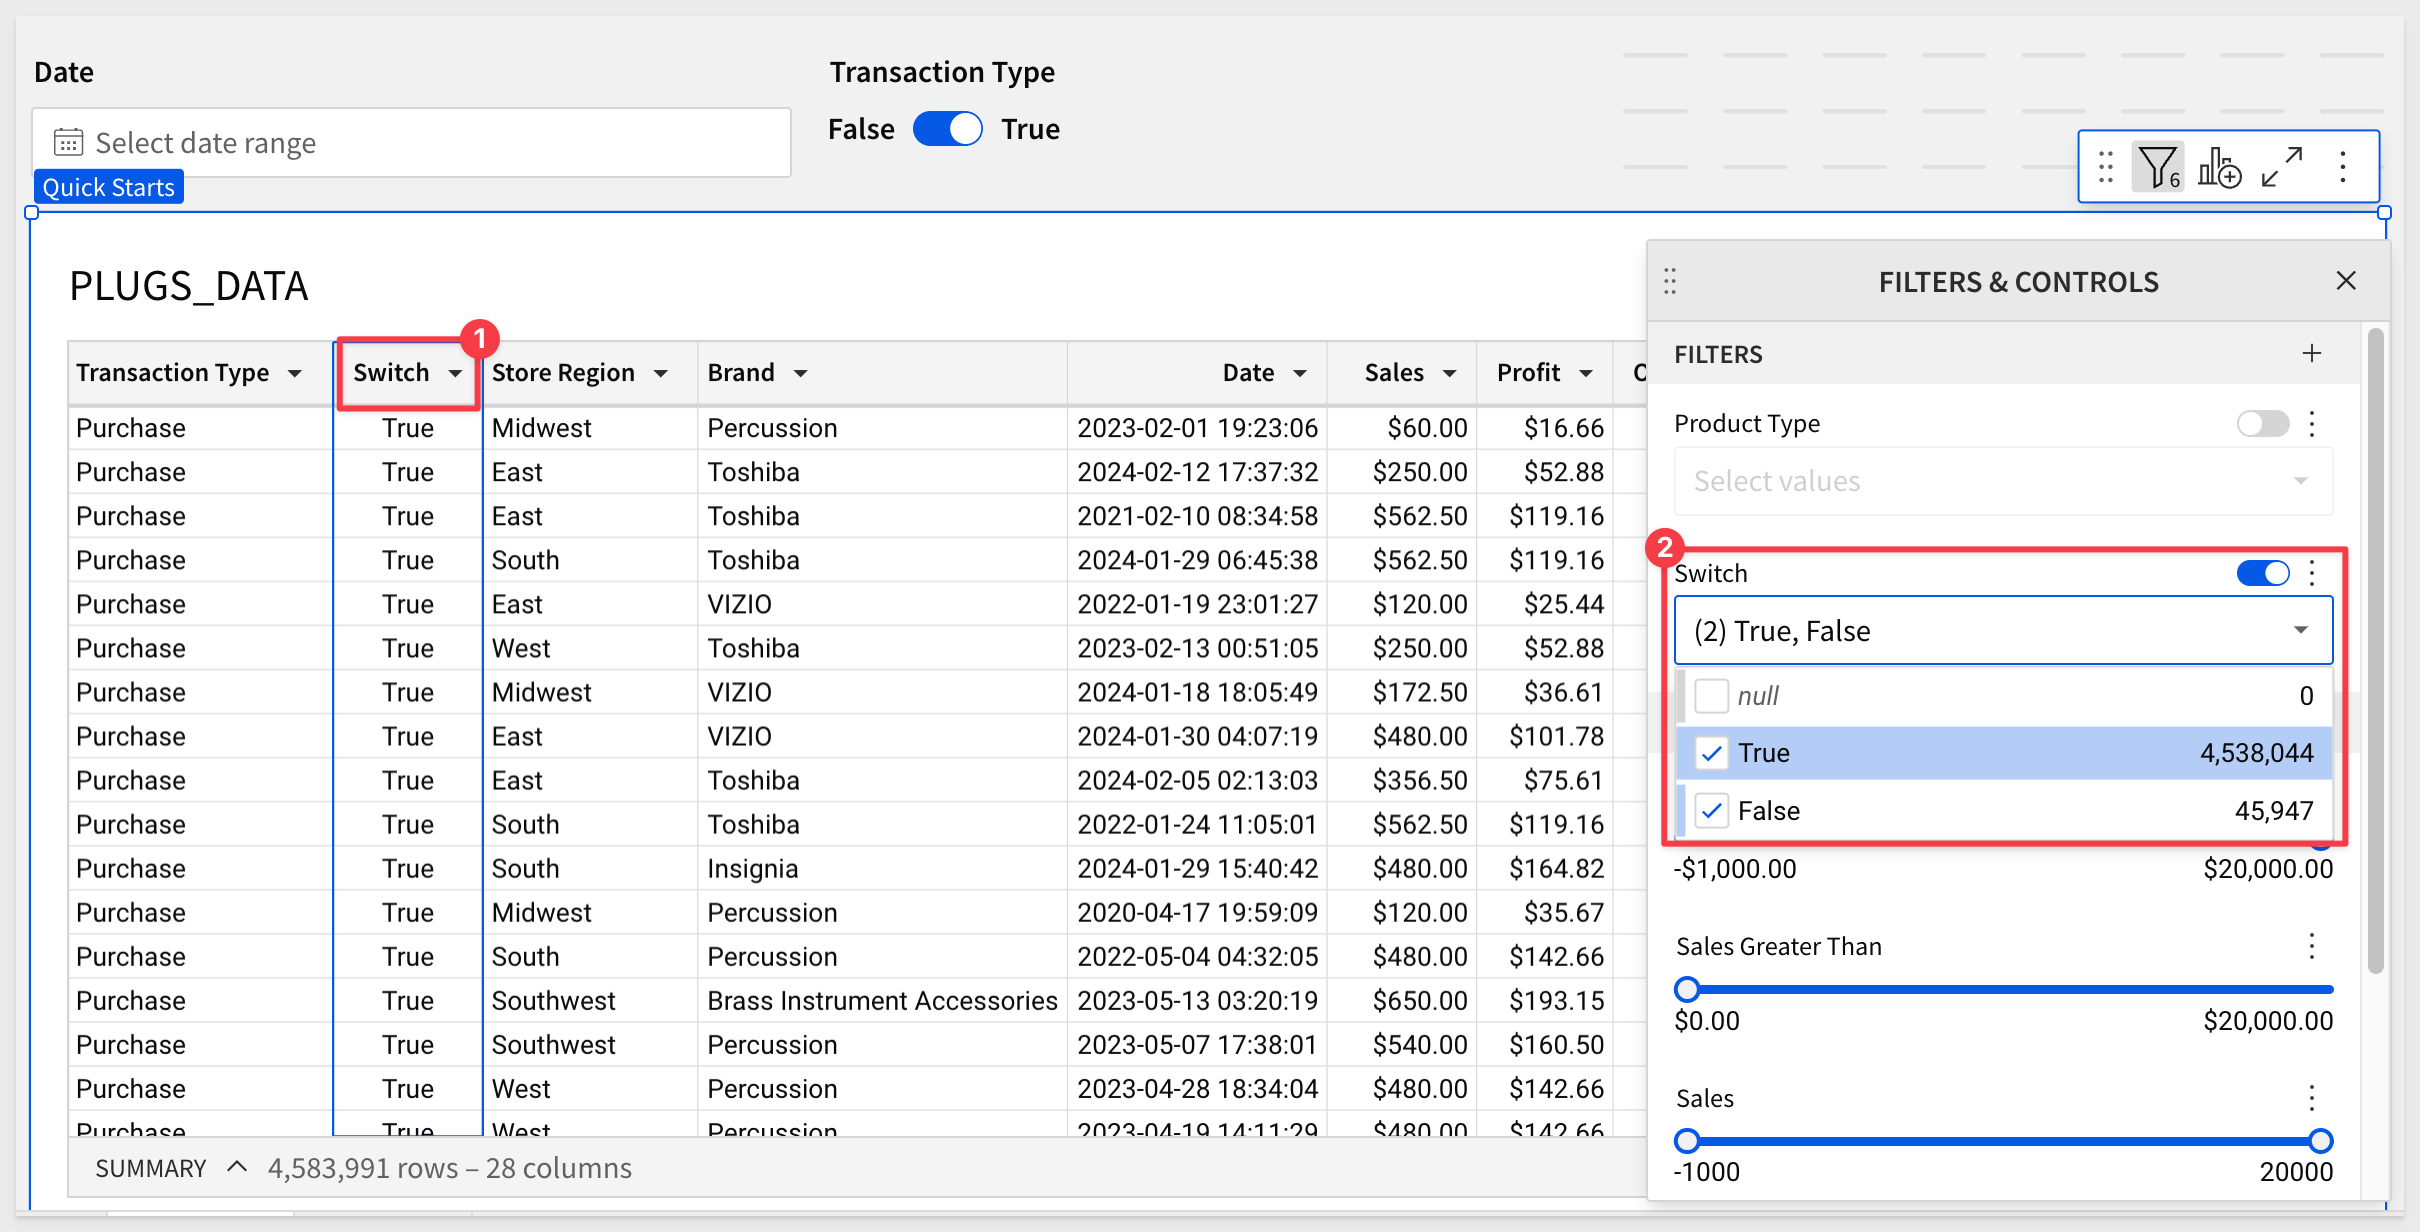 Date
Transaction Type
Select date range
False True
Quick Starts
6
PLUGS_DATA
FILTERS & CONTROLS
FILTERS
1
Transaction Type Switch Store Region Brand Date Sales Profit
Purchase True Midwest Percussion 2023-02-01 19:23:06 $60.00 $16.66
Purchase True East Toshiba 2024-02-12 17:37:32 $250.00 $52.88
Purchase True East Toshiba 2021-02-10 08:34:58 $562.50 $119.16
Purchase True South Toshiba 2024-01-29 06:45:38 $562.50 $119.16
Purchase True East VIZIO 2022-01-19 23:01:27 $120.00 $25.44
Purchase True West Toshiba 2023-02-13 00:51:05 $250.00 $52.88
Purchase True Midwest VIZIO 2024-01-18 18:05:49 $172.50 $36.61
Purchase True East VIZIO 2024-01-30 04:07:19 $480.00 $101.78
Purchase True East Toshiba 2024-02-05 02:13:03 $356.50 $75.61
Purchase True South Toshiba 2022-01-24 11:05:01 $562.50 $119.16
Purchase True South Insignia 2024-01-29 15:40:42 $480.00 $164.82
Purchase True Midwest Percussion 2020-04-17 19:59:09 $120.00 $35.67
Purchase True South Percussion 2022-05-04 04:32:05 $480.00 $142.66
Purchase True Southwest Brass Instrument Accessories 2023-05-13 03:20:19 $650.00 $193.15
Purchase True Southwest Percussion 2023-05-07 17:38:01 $540.00 $160.50
Purchase True West Percussion 2023-04-28 18:34:04 $480.00 $142.66
Purchase True West Percussion 2023-04-19 14:11:29 $480.00 $142.66
SUMMARY 4,583,991 rows – 28 columns
Product Type
Select values
2
Switch
(2) True, False
null 0
True 4,538,044
False 45,947
-$1,000.00 $20,000.00
Sales Greater Than
$0.00 $20,000.00
Sales
-1000 20000